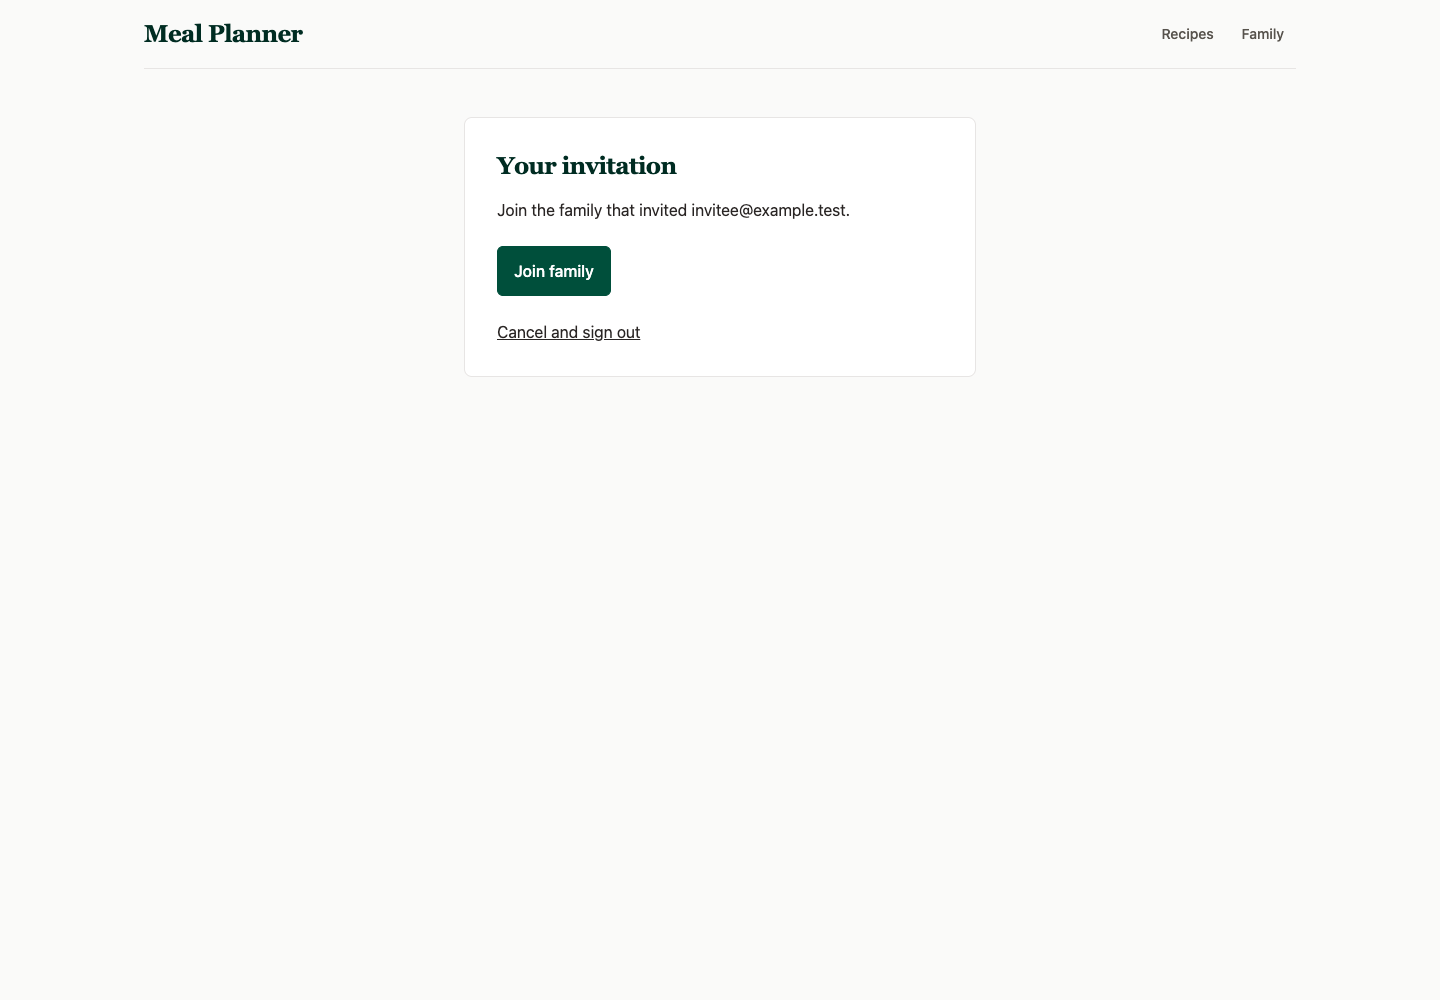 Meal Planner
Recipes
Family
Your invitation
Join the family that invited invitee@example.test.
Join family
Cancel and sign out